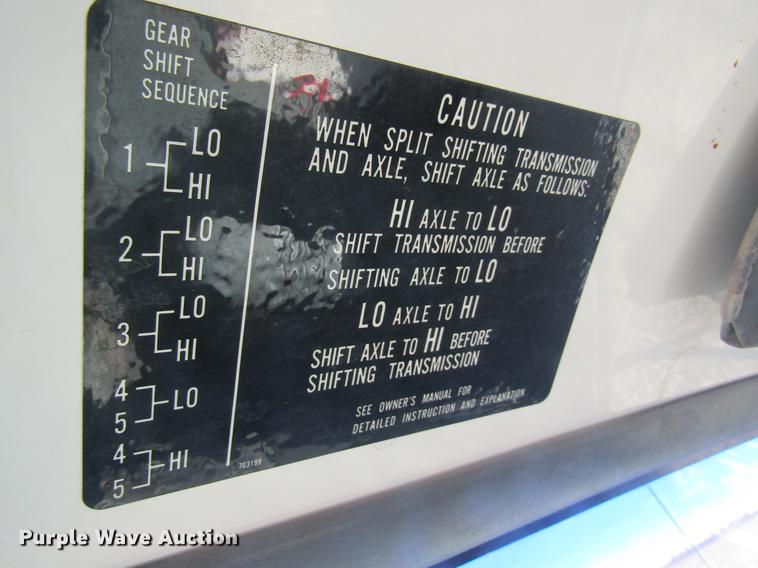 GEAR
SHIFT
SEQUENCE
1 LO
HI
2 LO
HI
3 LO
HI
4
5 LO
4
5 HI
CAUTION
WHEN SPLIT SHIFTING TRANSMISSION
AND AXLE, SHIFT AXLE AS FOLLOWS:
HI AXLE TO LO
SHIFT TRANSMISSION BEFORE
SHIFTING AXLE TO LO
LO AXLE TO HI
SHIFT AXLE TO HI BEFORE
SHIFTING TRANSMISSION
SEE OWNER'S MANUAL FOR
DETAILED INSTRUCTION AND EXPLANATION
703199
Purple Wave Auction